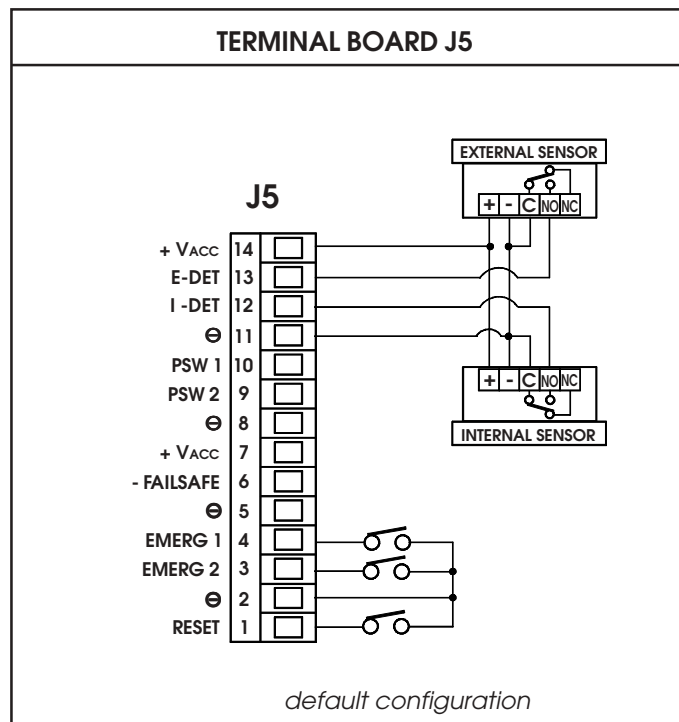 TERMINAL BOARD J5
EXTERNAL SENSOR
+ - C NO NC
J5
+ VACC 14
E-DET 13
I -DET 12
⊖ 11
PSW 1 10
PSW 2 9
⊖ 8
+ VACC 7
- FAILSAFE 6
⊖ 5
EMERG 1 4
EMERG 2 3
⊖ 2
RESET 1
+ - C NO NC
INTERNAL SENSOR
default configuration